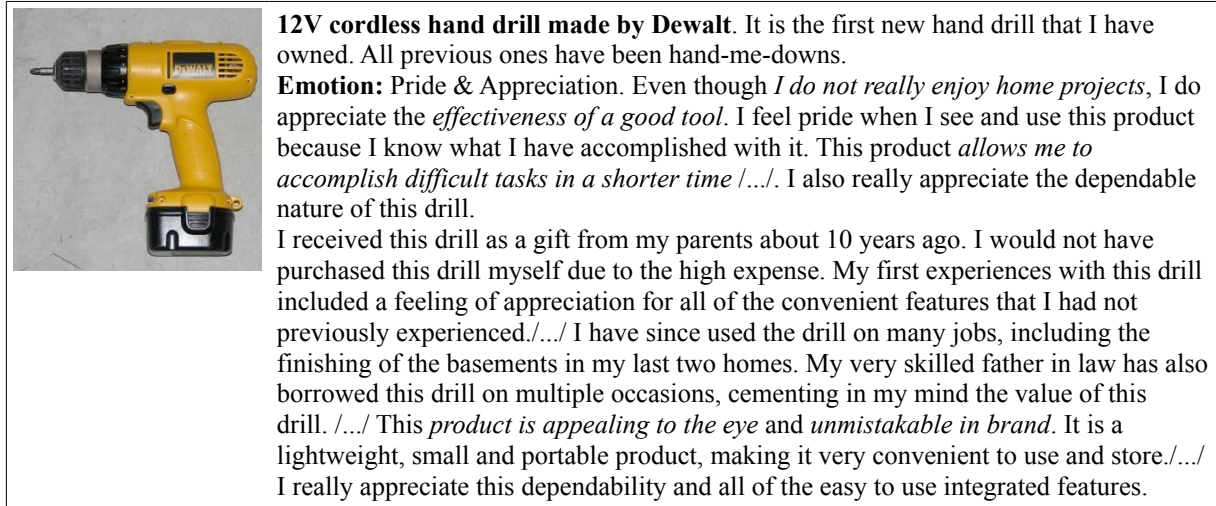 DEWALT
12V cordless hand drill made by Dewalt. It is the first new hand drill that I have
owned. All previous ones have been hand-me-downs.
Emotion: Pride & Appreciation. Even though I do not really enjoy home projects, I do
appreciate the effectiveness of a good tool. I feel pride when I see and use this product
because I know what I have accomplished with it. This product allows me to
accomplish difficult tasks in a shorter time /.../. I also really appreciate the dependable
nature of this drill.
I received this drill as a gift from my parents about 10 years ago. I would not have
purchased this drill myself due to the high expense. My first experiences with this drill
included a feeling of appreciation for all of the convenient features that I had not
previously experienced./.../ I have since used the drill on many jobs, including the
finishing of the basements in my last two homes. My very skilled father in law has also
borrowed this drill on multiple occasions, cementing in my mind the value of this
drill. /.../ This product is appealing to the eye and unmistakable in brand. It is a
lightweight, small and portable product, making it very convenient to use and store./.../
I really appreciate this dependability and all of the easy to use integrated features.